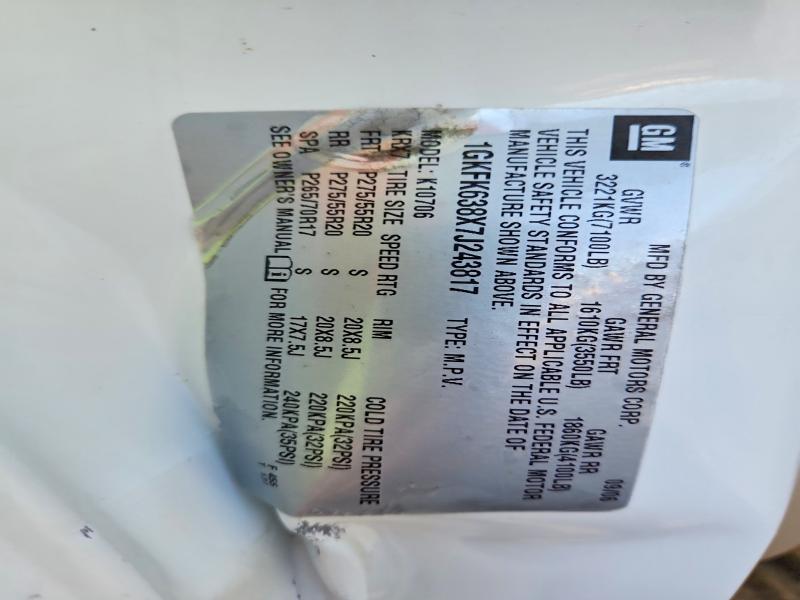 GM
MFD BY GENERAL MOTORS CORP. 09/06
GVWR GAWR FRT GAWR RR
3221KG(7100LB) 1610KG(3550LB) 1860KG(4100LB)
THIS VEHICLE CONFORMS TO ALL APPLICABLE U.S. FEDERAL MOTOR
VEHICLE SAFETY STANDARDS IN EFFECT ON THE DATE OF
MANUFACTURE SHOWN ABOVE.
1GKFK638X7J243817 TYPE: M.P.V.
MODEL: K10706
KRX7 TIRE SIZE SPEED RTG RIM COLD TIRE PRESSURE
FRT P275/55R20 S 20X8.5J 220KPA(32PSI)
RR P275/55R20 S 20X8.5J 220KPA(32PSI)
SPA P265/70R17 S 17X7.5J 240KPA(35PSI)
SEE OWNER'S MANUAL FOR MORE INFORMATION.